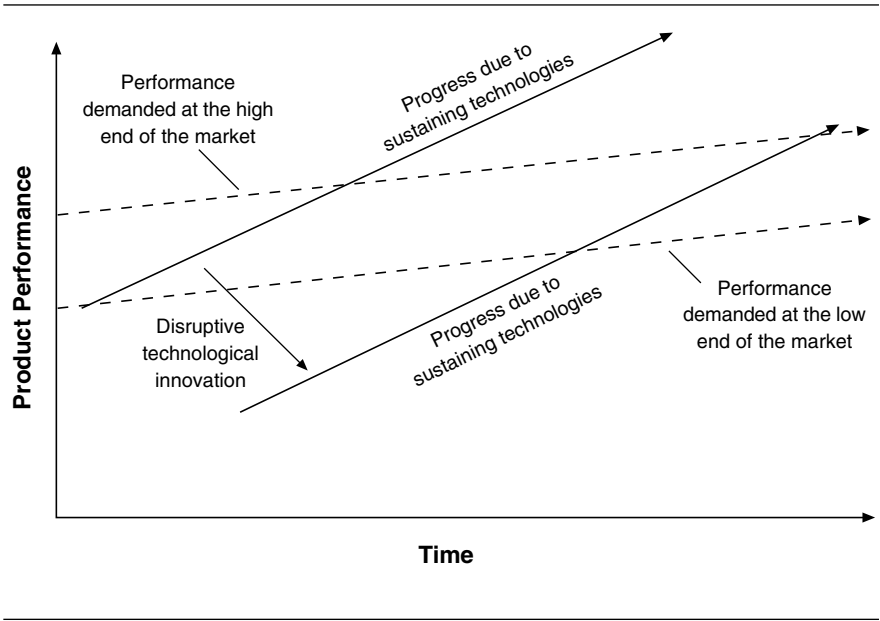 Performance
demanded at the high
end of the market
Progress due to
sustaining technologies
Product Performance
Disruptive
technological
innovation
Progress due to
sustaining technologies
Performance
demanded at the low
end of the market
Time